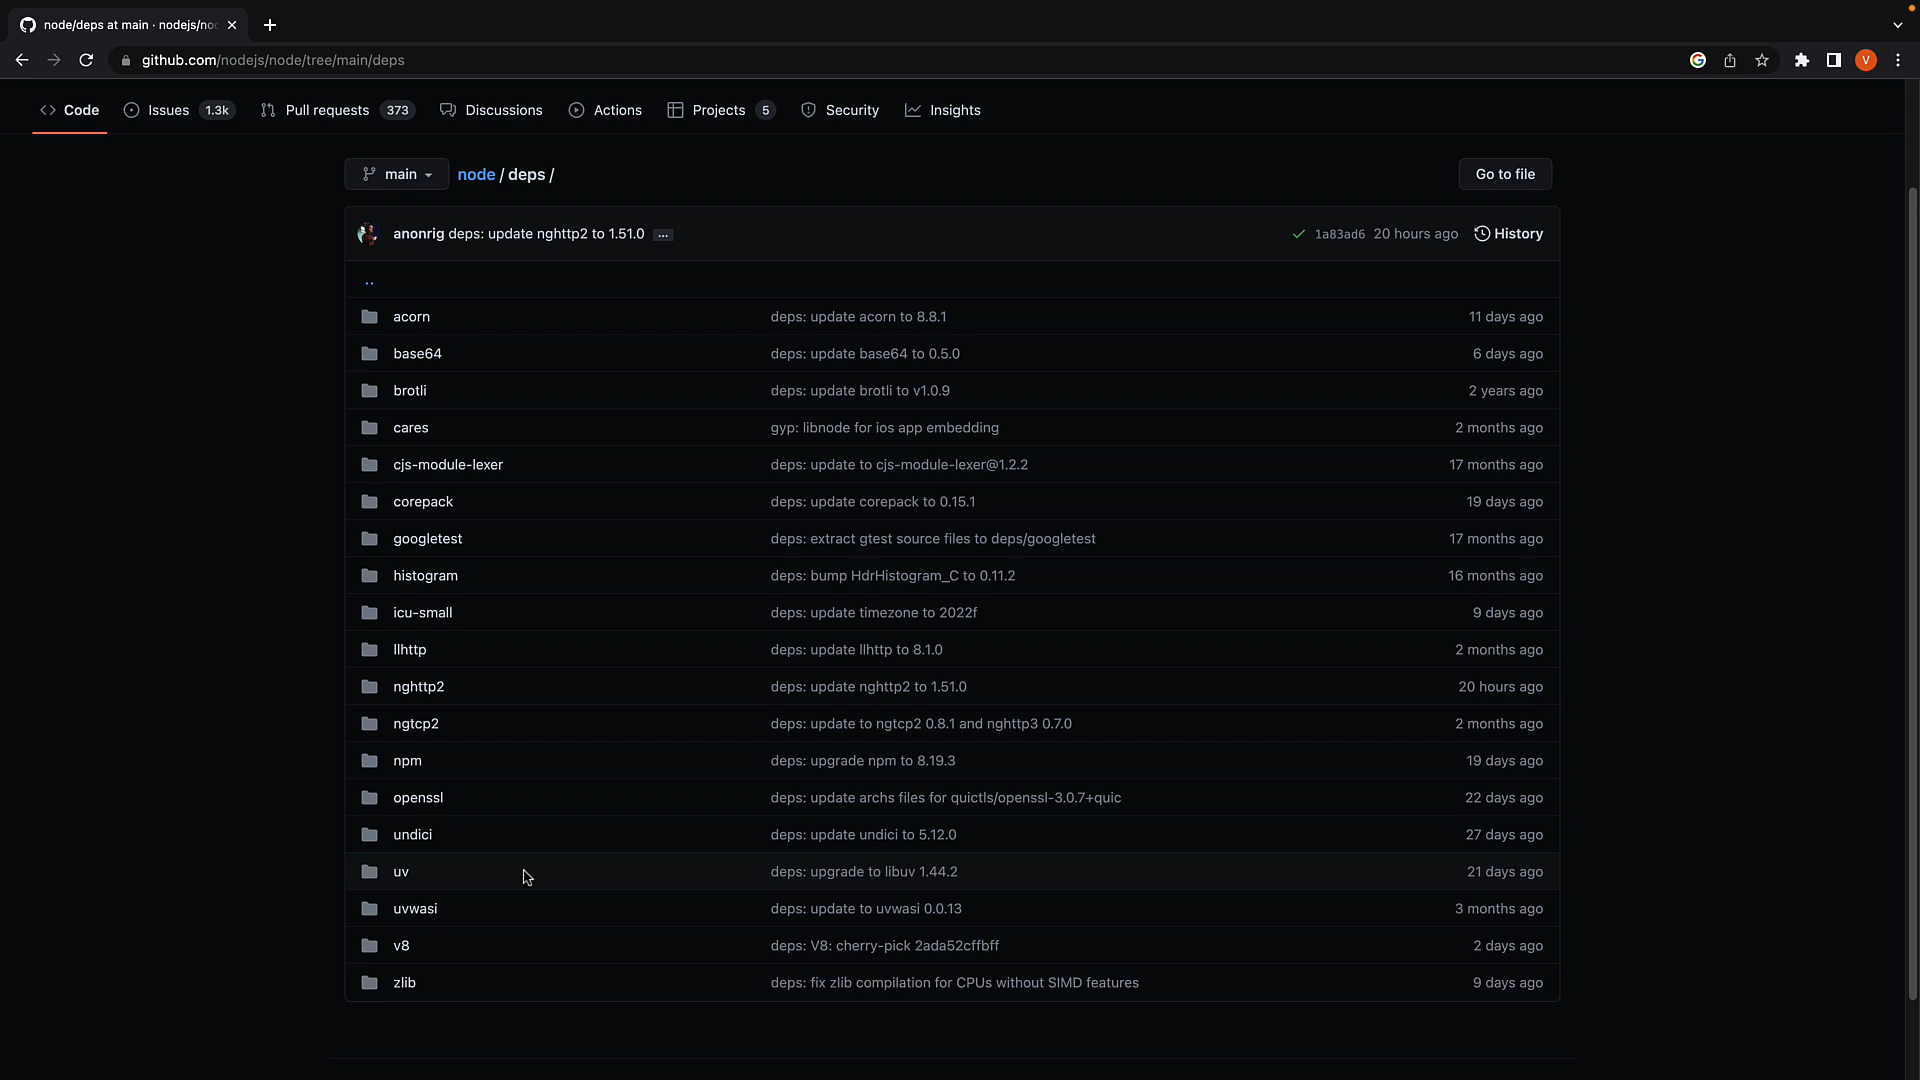 node/deps at main · nodejs/no
github.com/nodejs/node/tree/main/deps
V
Code
Issues 1.3k
Pull requests 373
Discussions
Actions
Projects 5
Security
Insights
main
node / deps /
Go to file
anonrig deps: update nghttp2 to 1.51.0 ...
1a83ad6 20 hours ago History
..
acorn deps: update acorn to 8.8.1 11 days ago
base64 deps: update base64 to 0.5.0 6 days ago
brotli deps: update brotli to v1.0.9 2 years ago
cares gyp: libnode for ios app embedding 2 months ago
cjs-module-lexer deps: update to cjs-module-lexer@1.2.2 17 months ago
corepack deps: update corepack to 0.15.1 19 days ago
googletest deps: extract gtest source files to deps/googletest 17 months ago
histogram deps: bump HdrHistogram_C to 0.11.2 16 months ago
icu-small deps: update timezone to 2022f 9 days ago
llhttp deps: update llhttp to 8.1.0 2 months ago
nghttp2 deps: update nghttp2 to 1.51.0 20 hours ago
ngtcp2 deps: update to ngtcp2 0.8.1 and nghttp3 0.7.0 2 months ago
npm deps: upgrade npm to 8.19.3 19 days ago
openssl deps: update archs files for quictls/openssl-3.0.7+quic 22 days ago
undici deps: update undici to 5.12.0 27 days ago
uv deps: upgrade to libuv 1.44.2 21 days ago
uvwasi deps: update to uvwasi 0.0.13 3 months ago
v8 deps: V8: cherry-pick 2ada52cffbff 2 days ago
zlib deps: fix zlib compilation for CPUs without SIMD features 9 days ago